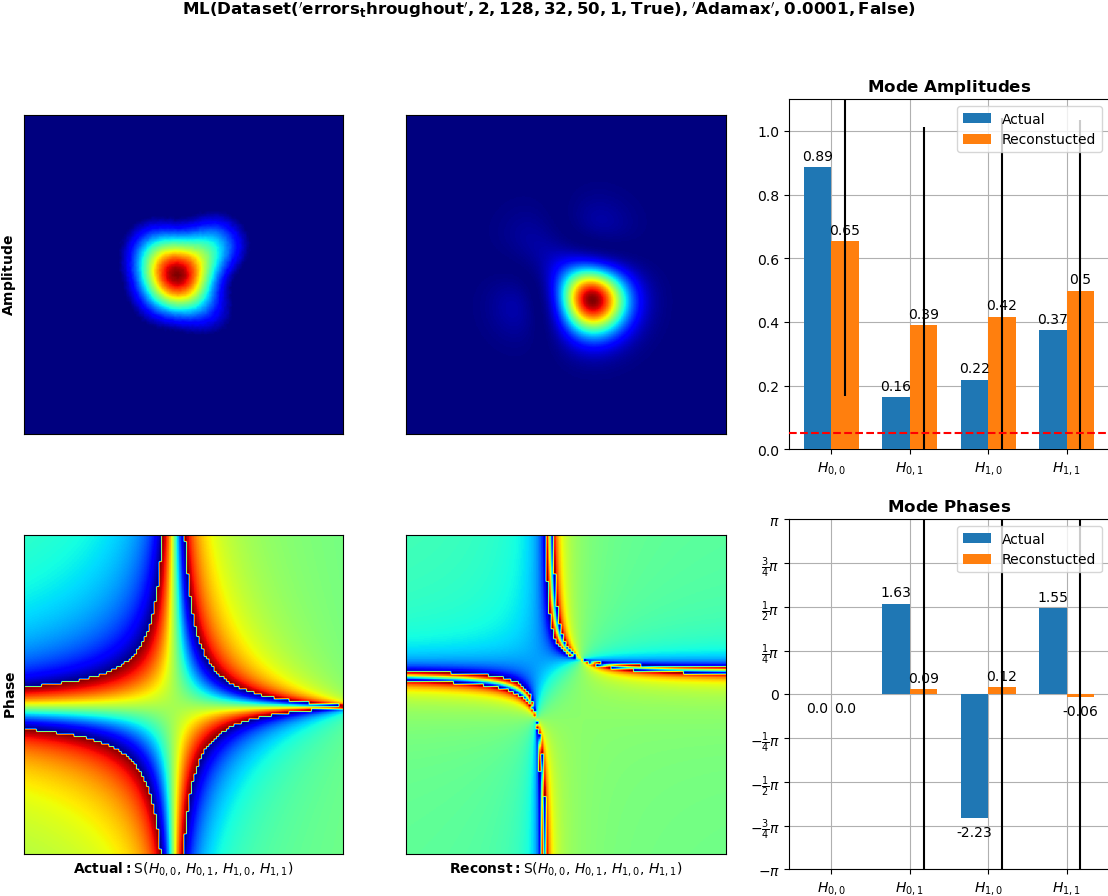 ML(Dataset('errors_throughout', 2, 128, 32, 50, 1, True), 'Adamax', 0.0001, False)
Mode Amplitudes
Amplitude
Actual
Reconstucted
1.0
0.8
0.6
0.4
0.2
0.0
0.89
0.65
0.16
0.39
0.22
0.42
0.37
0.5
H0,0
H0,1
H1,0
H1,1
Mode Phases
Phase
Actual
Reconstucted
π
3/4π
1/2π
1/4π
0
−1/4π
−1/2π
−3/4π
−π
0.0
0.0
1.63
0.09
-2.23
0.12
1.55
-0.06
H0,0
H0,1
H1,0
H1,1
Actual: S(H0,0, H0,1, H1,0, H1,1)
Reconst: S(H0,0, H0,1, H1,0, H1,1)